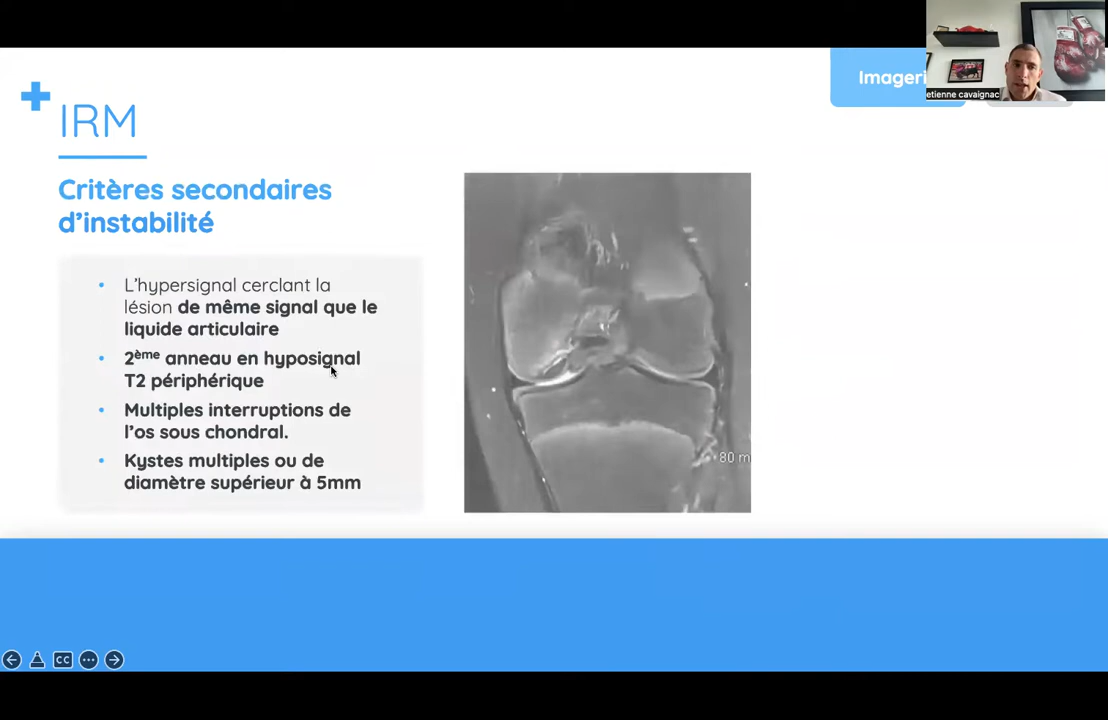 Imageri
etienne cavaignac
IRM
Critères secondaires
d'instabilité
• L'hypersignal cerclant la
lésion de même signal que le
liquide articulaire
• 2ème anneau en hyposignal
T2 périphérique
• Multiples interruptions de
l'os sous chondral.
• Kystes multiples ou de
diamètre supérieur à 5mm
80 m
CC